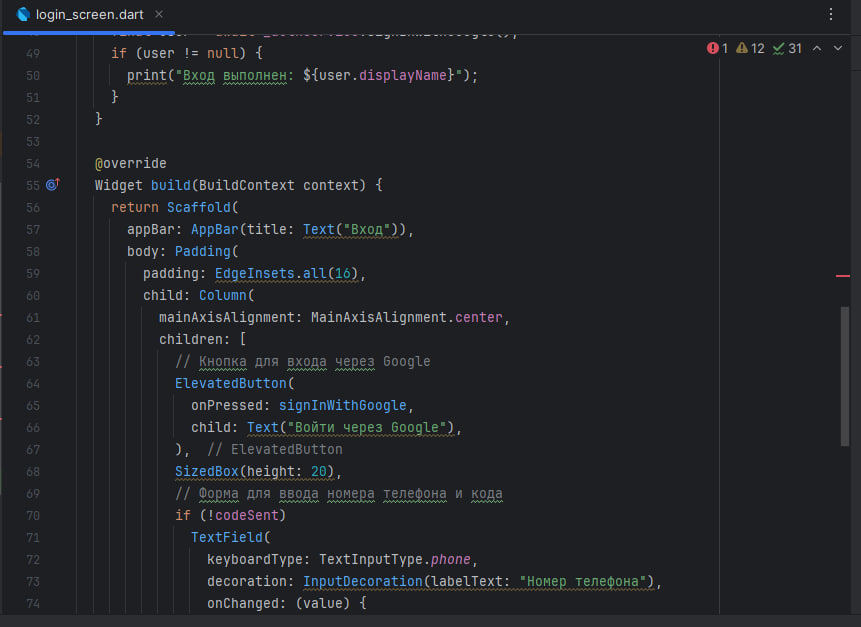 login_screen.dart
1 12 31
49 if (user != null) {
50 print("Вход выполнен: ${user.displayName}");
51 }
52 }
53
54 @override
55 Widget build(BuildContext context) {
56 return Scaffold(
57 appBar: AppBar(title: Text("Вход")),
58 body: Padding(
59 padding: EdgeInsets.all(16),
60 child: Column(
61 mainAxisAlignment: MainAxisAlignment.center,
62 children: [
63 // Кнопка для входа через Google
64 ElevatedButton(
65 onPressed: signInWithGoogle,
66 child: Text("Войти через Google"),
67 ), // ElevatedButton
68 SizedBox(height: 20),
69 // Форма для ввода номера телефона и кода
70 if (!codeSent)
71 TextField(
72 keyboardType: TextInputType.phone,
73 decoration: InputDecoration(labelText: "Номер телефона"),
74 onChanged: (value) {